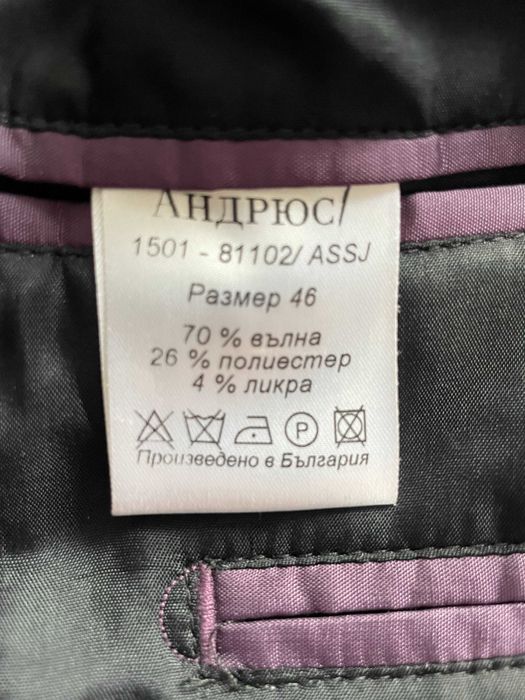 АНДРЮС/
1501 - 81102/ ASSJ
Размер 46
70 % вълна
26 % полиестер
4 % ликра
P
Произведено в България